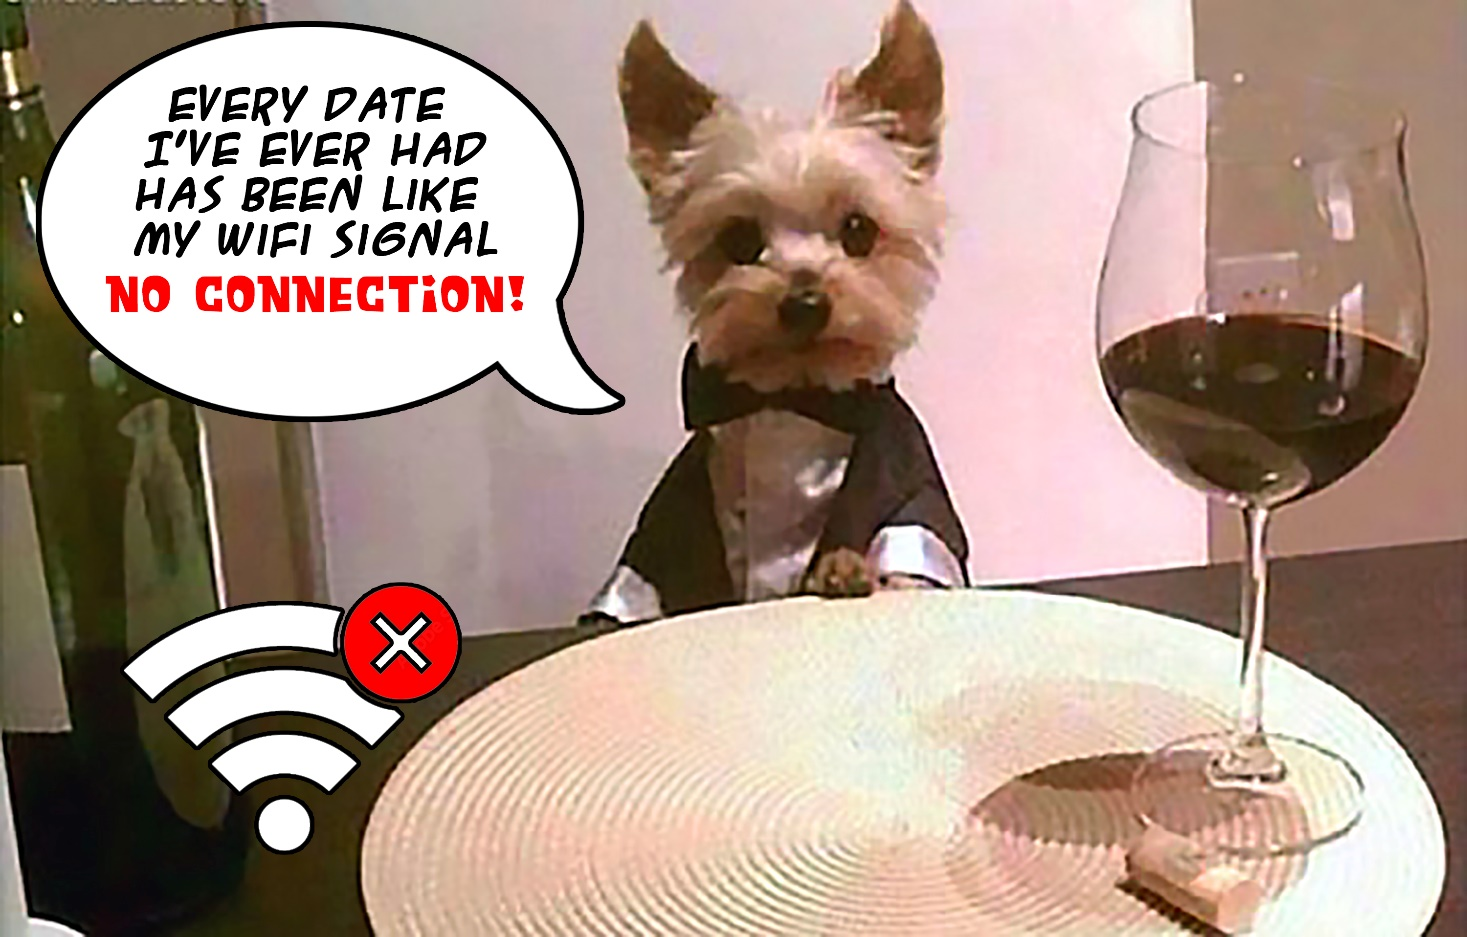 EVERY DATE
I'VE EVER HAD
HAS BEEN LIKE
MY WIFI SIGNAL
NO CONNECTION!